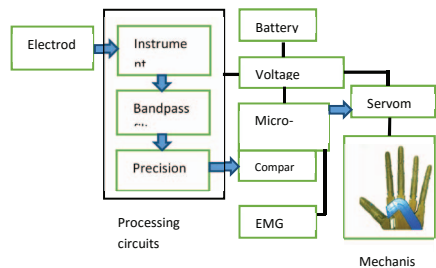 Battery
Electrod
Instrume
nt
Voltage
Servom
Bandpass
Micro-
Precision
Compar
Processing
circuits
EMG
Mechanis